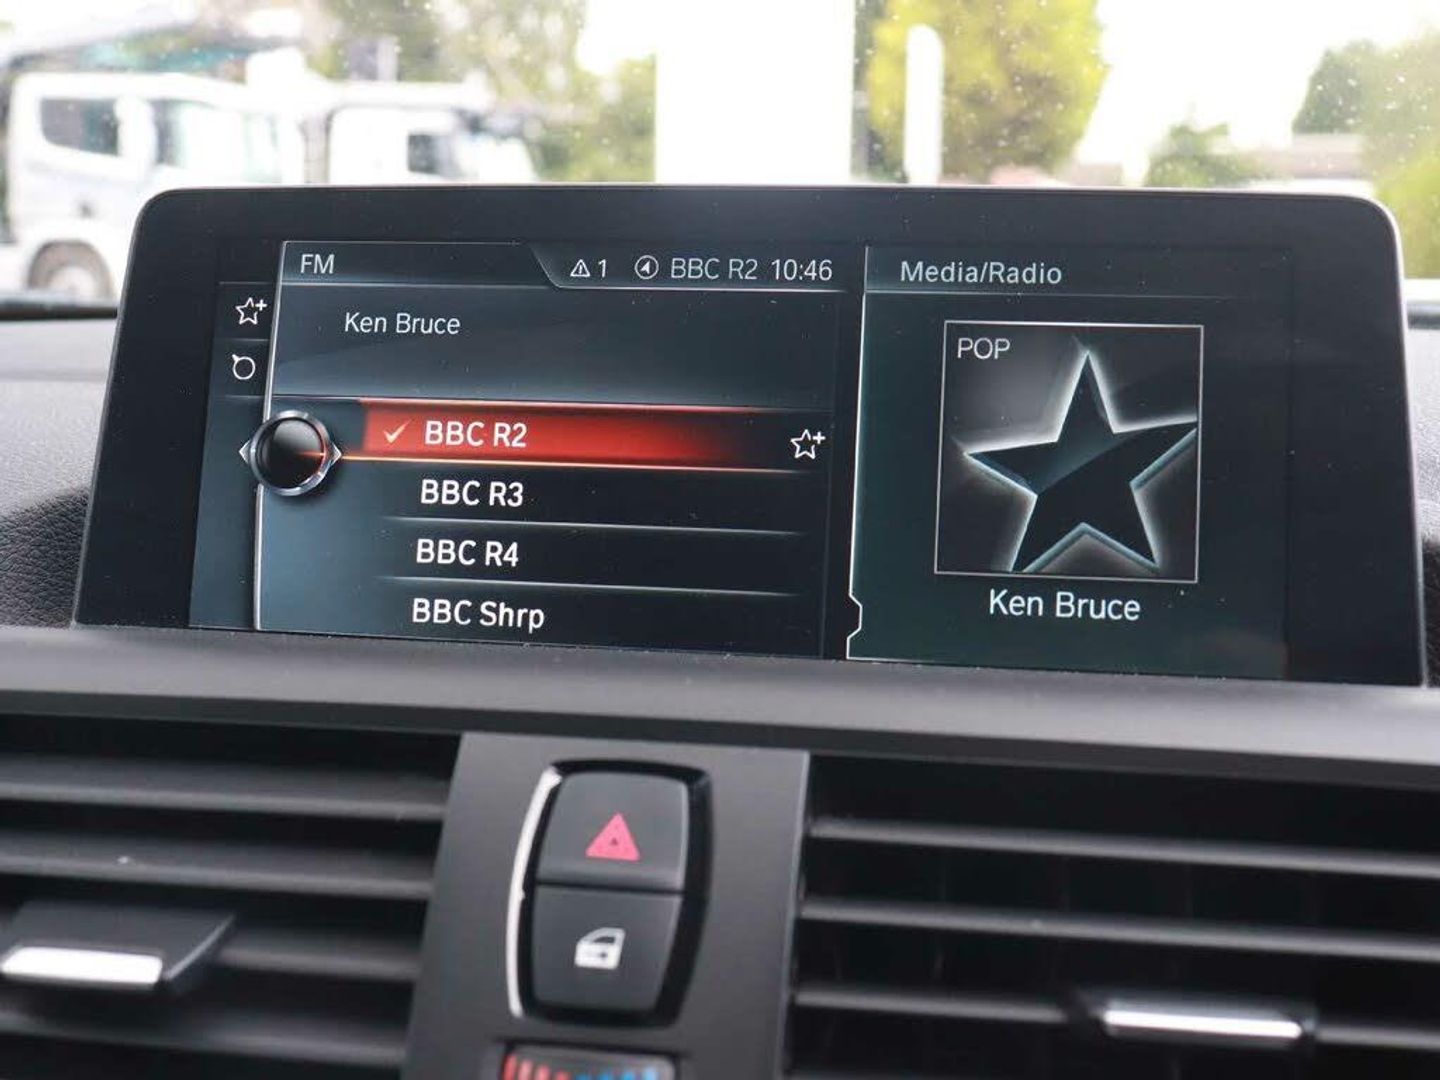 FM
1 BBC R2 10:46
Media/Radio
Ken Bruce
POP
BBC R2
BBC R3
BBC R4
BBC Shrp
Ken Bruce